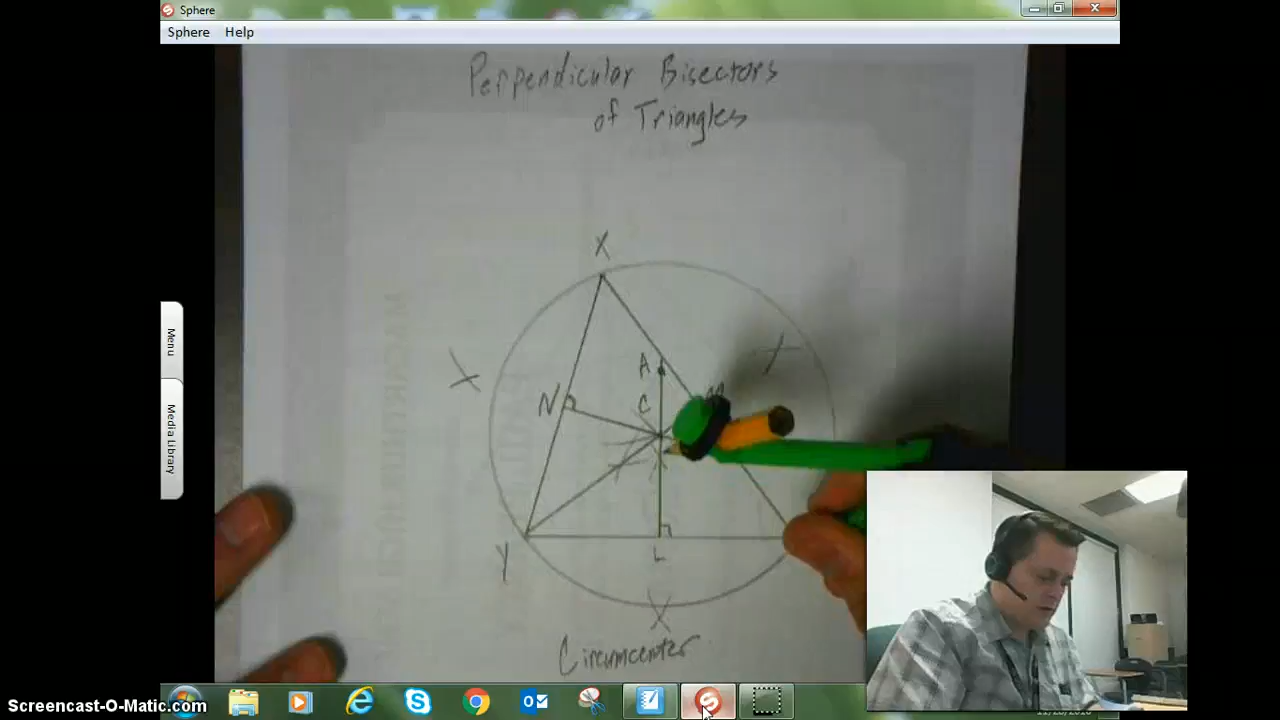 Sphere
Sphere Help
Perpendicular Bisectors
of Triangles
X
A
N
C
M
Y
L
Circumcenter
Menu
Media Library
Screencast-O-Matic.com